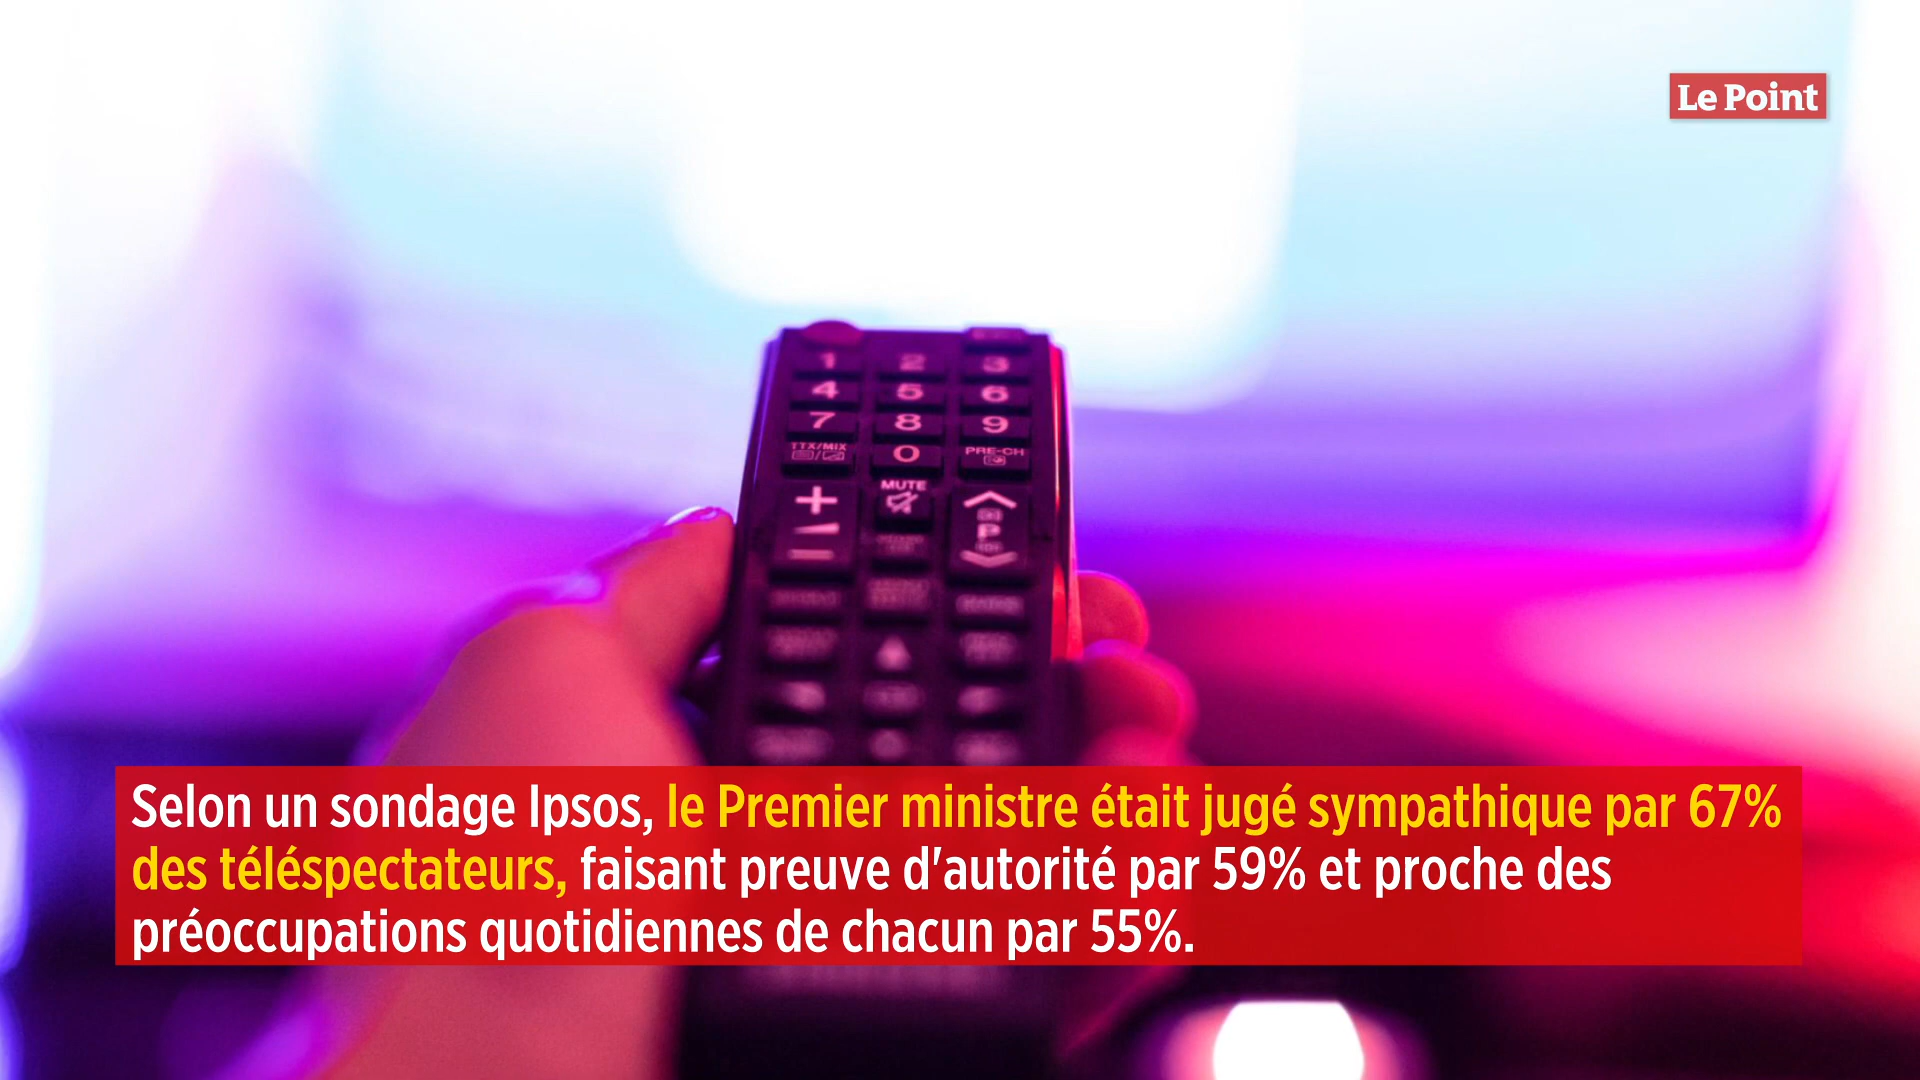 Le Point
1 2 3
4 5 6
7 8 9
TTX/MIX 0 PRE-CH
MUTE
P
Selon un sondage Ipsos, le Premier ministre était jugé sympathique par 67%
des téléspectateurs, faisant preuve d'autorité par 59% et proche des
préoccupations quotidiennes de chacun par 55%.